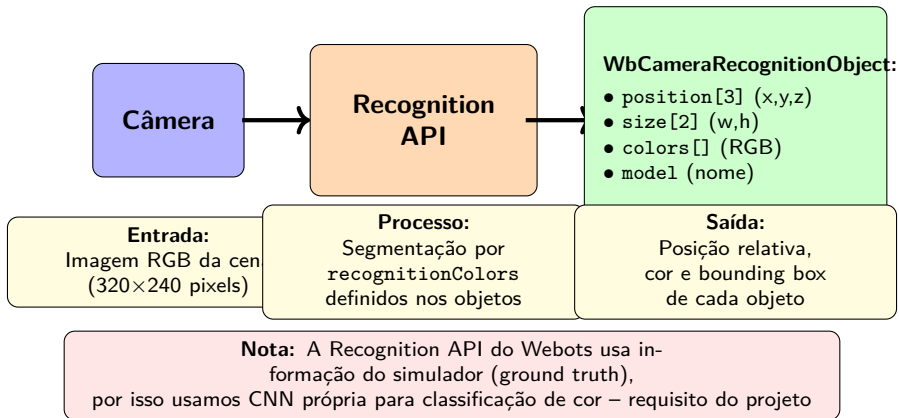 Câmera
Recognition
API
WbCameraRecognitionObject:
• position[3] (x,y,z)
• size[2] (w,h)
• colors[] (RGB)
• model (nome)
Entrada:
Imagem RGB da cen
(320×240 pixels)
Processo:
Segmentação por
recognitionColors
definidos nos objetos
Saída:
Posição relativa,
cor e bounding box
de cada objeto
Nota: A Recognition API do Webots usa in-
formação do simulador (ground truth),
por isso usamos CNN própria para classificação de cor – requisito do projeto